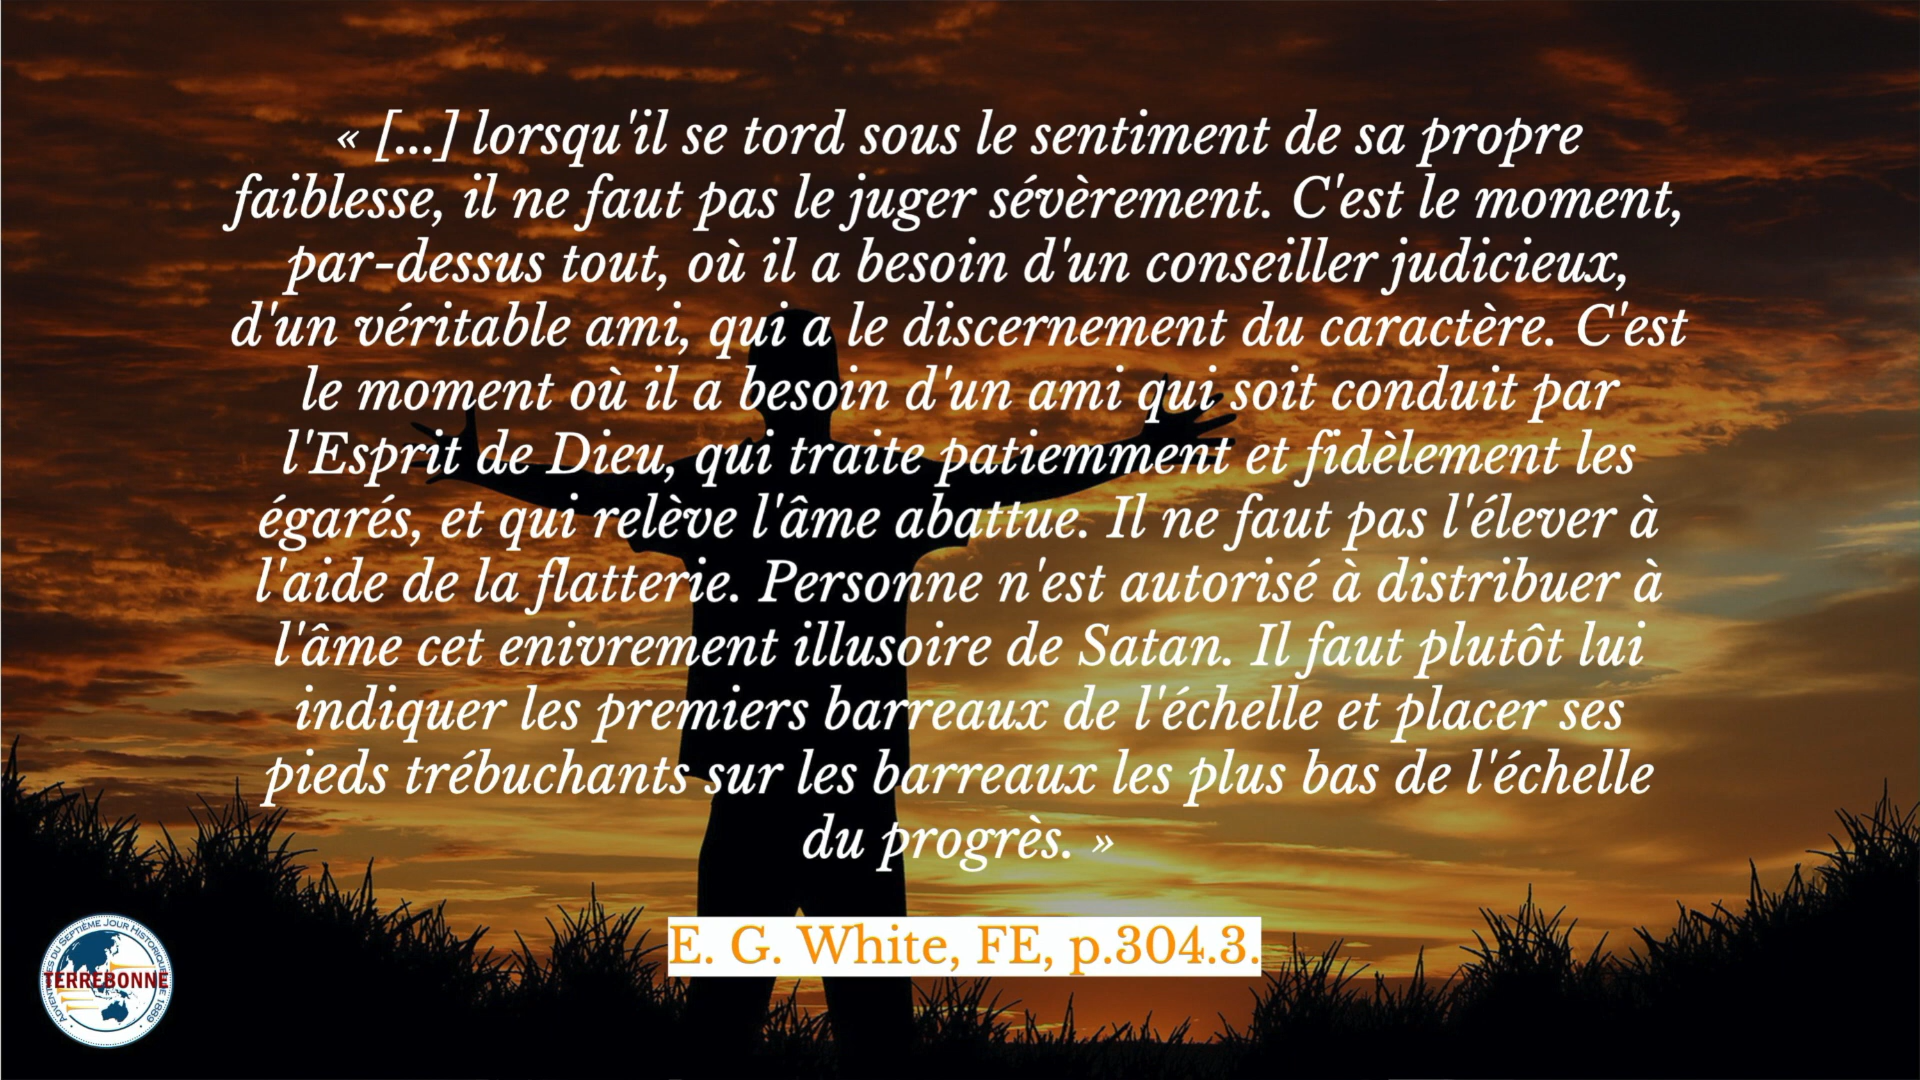 « [...] lorsqu'il se tord sous le sentiment de sa propre
faiblesse, il ne faut pas le juger sévèrement. C'est le moment,
par-dessus tout, où il a besoin d'un conseiller judicieux,
d'un véritable ami, qui a le discernement du caractère. C'est
le moment où il a besoin d'un ami qui soit conduit par
l'Esprit de Dieu, qui traite patiemment et fidèlement les
égarés, et qui relève l'âme abattue. Il ne faut pas l'élever à
l'aide de la flatterie. Personne n'est autorisé à distribuer à
l'âme cet enivrement illusoire de Satan. Il faut plutôt lui
indiquer les premiers barreaux de l'échelle et placer ses
pieds trébuchants sur les barreaux les plus bas de l'échelle
du progrès. »
E. G. White, FE, p.304.3.
du Septième Jour
TERREBONNE
1889